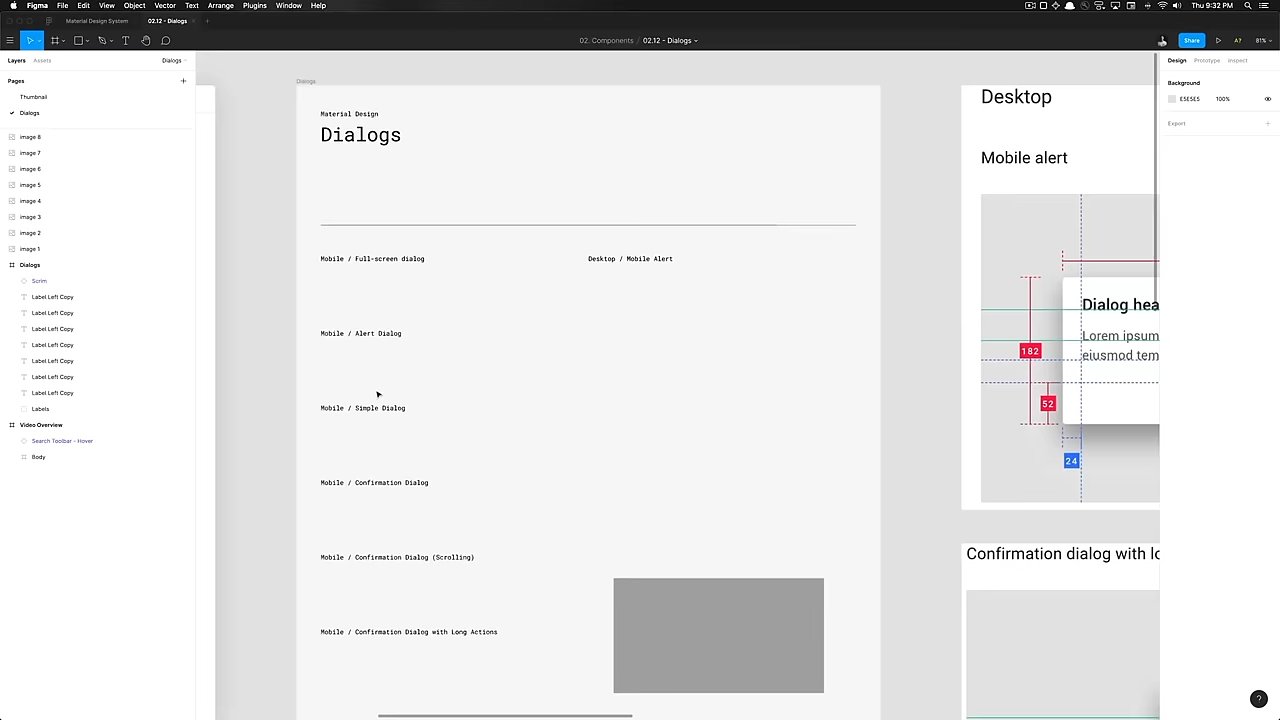 Figma File Edit View Object Vector Text Arrange Plugins Window Help
Thu 9:32 PM
Material Design System
02.12 - Dialogs
02. Components / 02.12 - Dialogs
Share
A?
81%
Layers
Assets
Dialogs
Pages
Thumbnail
Dialogs
image 8
image 7
image 6
image 5
image 4
image 3
image 2
image 1
Dialogs
Scrim
Label Left Copy
Label Left Copy
Label Left Copy
Label Left Copy
Label Left Copy
Label Left Copy
Label Left Copy
Labels
Video Overview
Search Toolbar - Hover
Body
Dialogs
Material Design
Dialogs
Mobile / Full-screen dialog
Desktop / Mobile Alert
Mobile / Alert Dialog
Mobile / Simple Dialog
Mobile / Confirmation Dialog
Mobile / Confirmation Dialog (Scrolling)
Mobile / Confirmation Dialog with Long Actions
Desktop
Mobile alert
Dialog hea
Lorem ipsum
eiusmod tem
182
52
24
Confirmation dialog with lo
Design
Prototype
Inspect
Background
E5E5E5
100%
Export
?